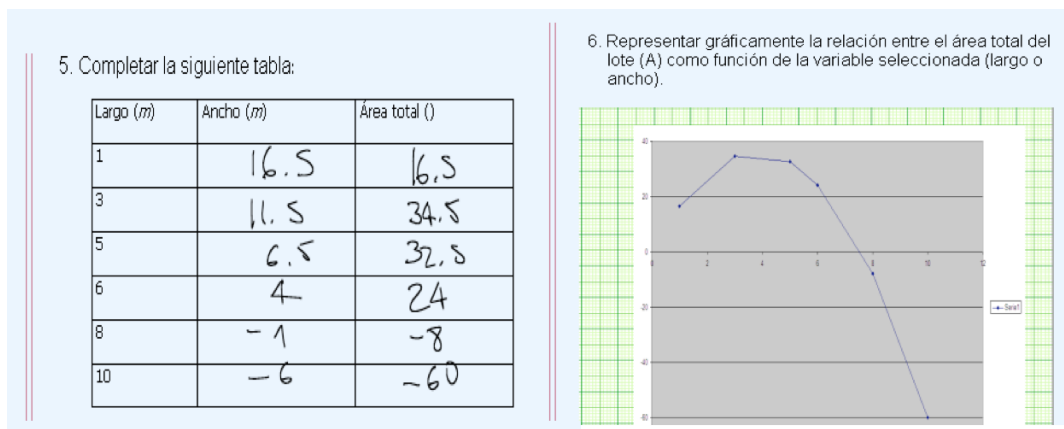 5. Completar la siguiente tabla:
Largo (m) Ancho (m) Área total ()
1 16.5 16.5
3 11.5 34.5
5 6.5 32.5
6 4 24
8 -1 -8
10 -6 -60
6. Representar gráficamente la relación entre el área total del
lote (A) como función de la variable seleccionada (largo o
ancho).
40
20
0
0 2 4 6 8 10 12
-20
-40
-60
Serie1